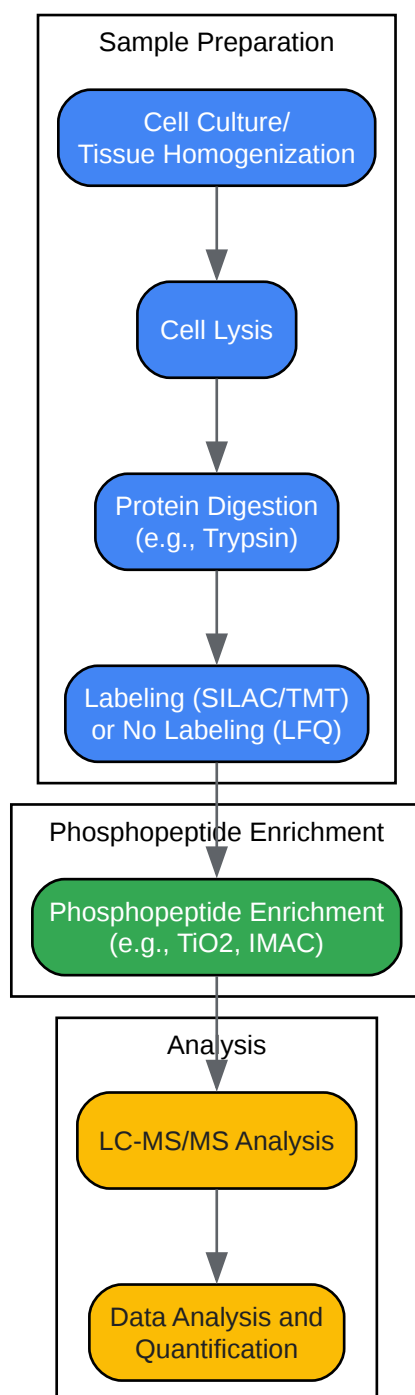 Sample Preparation
Cell Culture/
Tissue Homogenization
Cell Lysis
Protein Digestion
(e.g., Trypsin)
Labeling (SILAC/TMT)
or No Labeling (LFQ)
Phosphopeptide Enrichment
Phosphopeptide Enrichment
(e.g., TiO2, IMAC)
Analysis
LC-MS/MS Analysis
Data Analysis and
Quantification